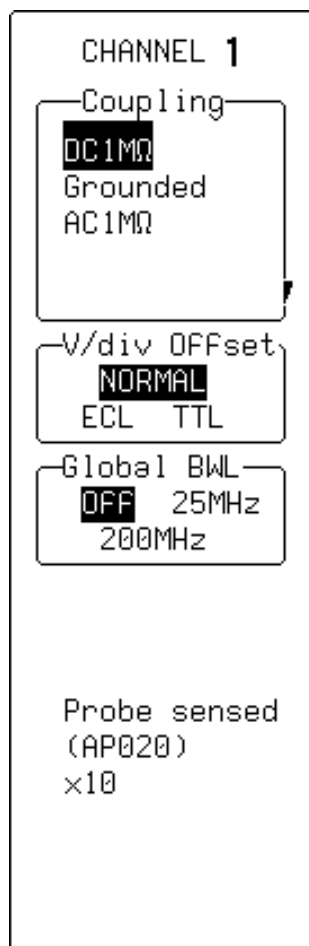 CHANNEL 1
Coupling
DC1MΩ
Grounded
AC1MΩ
V/div OFFset
NORMAL
ECL TTL
Global BWL
OFF 25MHz
200MHz
Probe sensed
(AP020)
×10